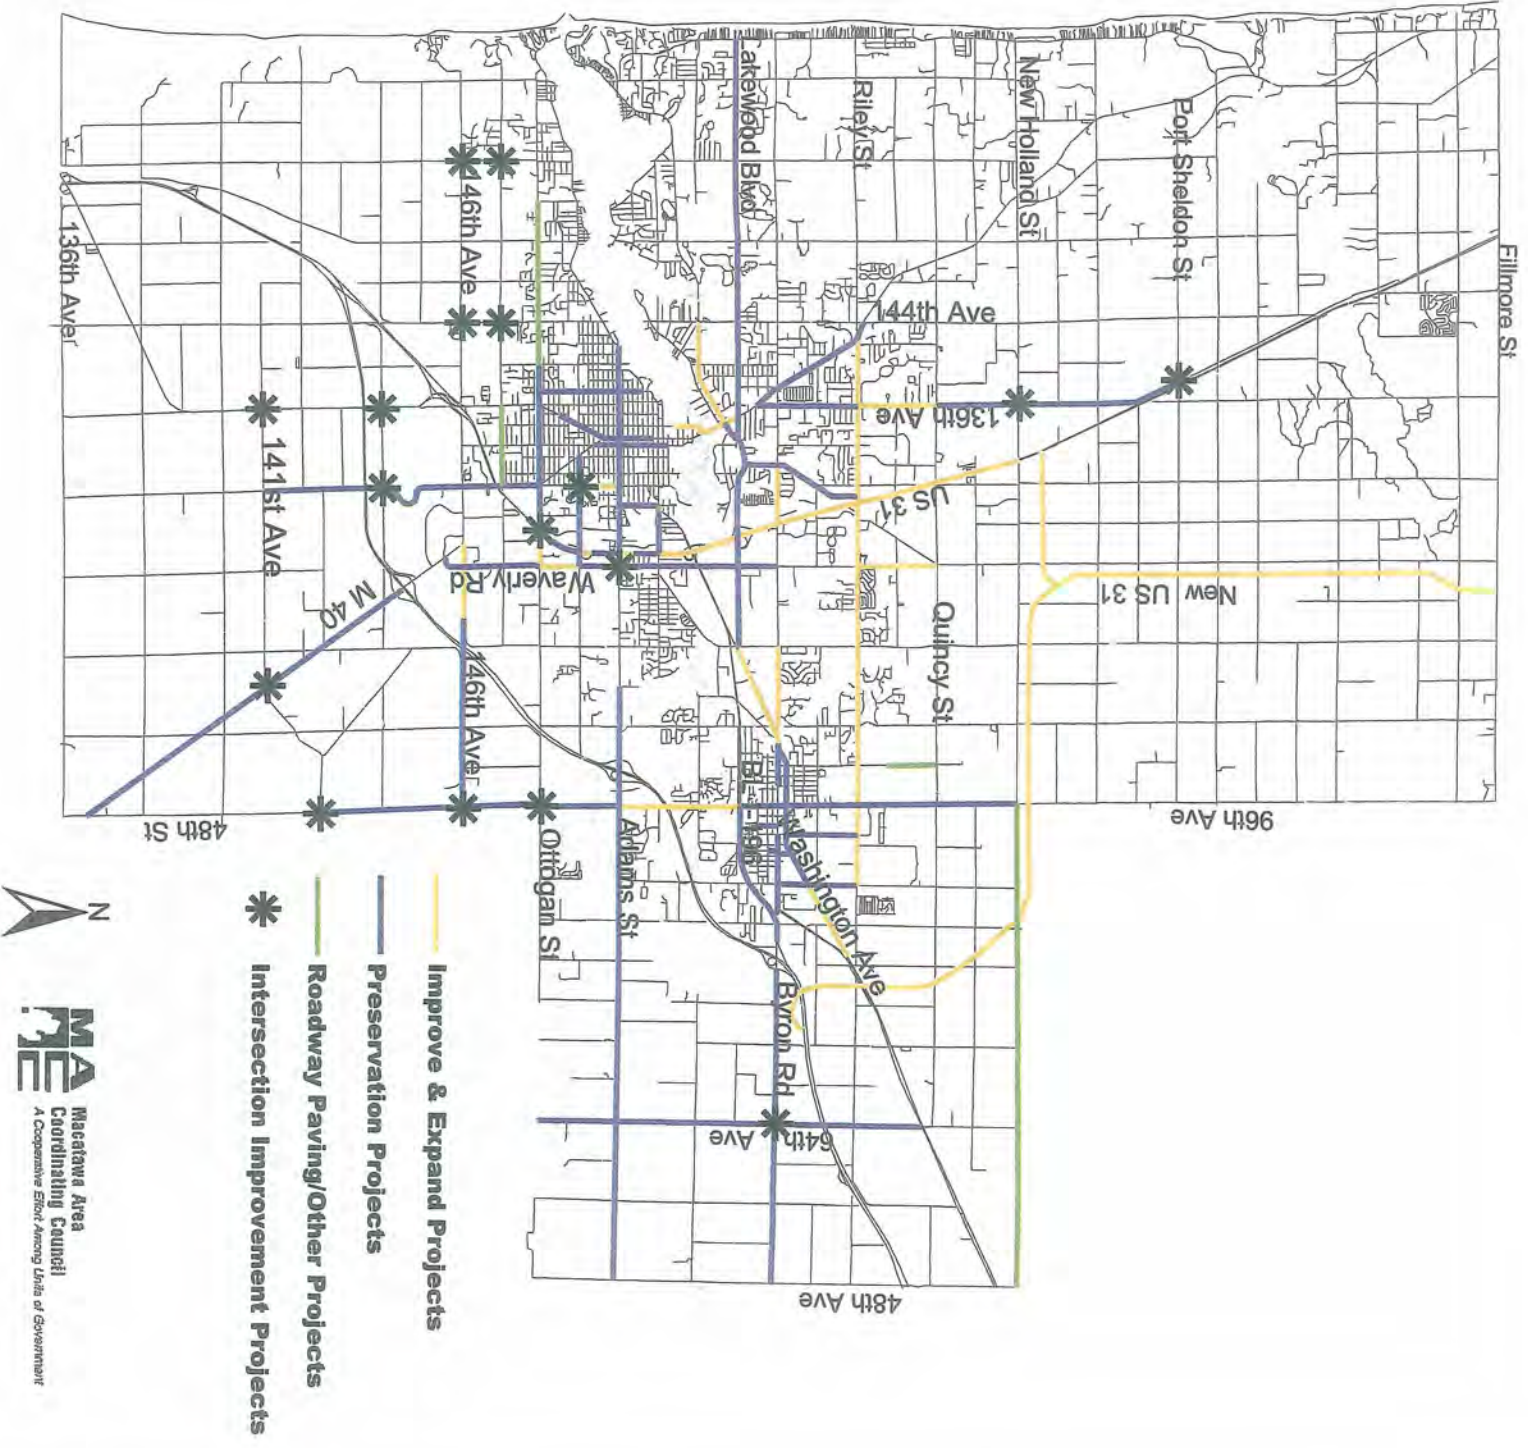 Fillmore St
Port Sheldon St
New Holland St
Riley St
Lakewood Blvd
144th Ave
136th Ave
US 31
New US 31
Quincy St
96th Ave
146th Ave
136th Ave
141st Ave
M 40
Waverly Rd
146th Ave
48th St
Ottogan St
Adams St
BL-196
Washington Ave
Byron Rd
64th Ave
48th Ave
N
Improve & Expand Projects
Preservation Projects
Roadway Paving/Other Projects
Intersection Improvement Projects
MACC
Macatawa Area
Coordinating Council
A Cooperative Effort Among Units of Government